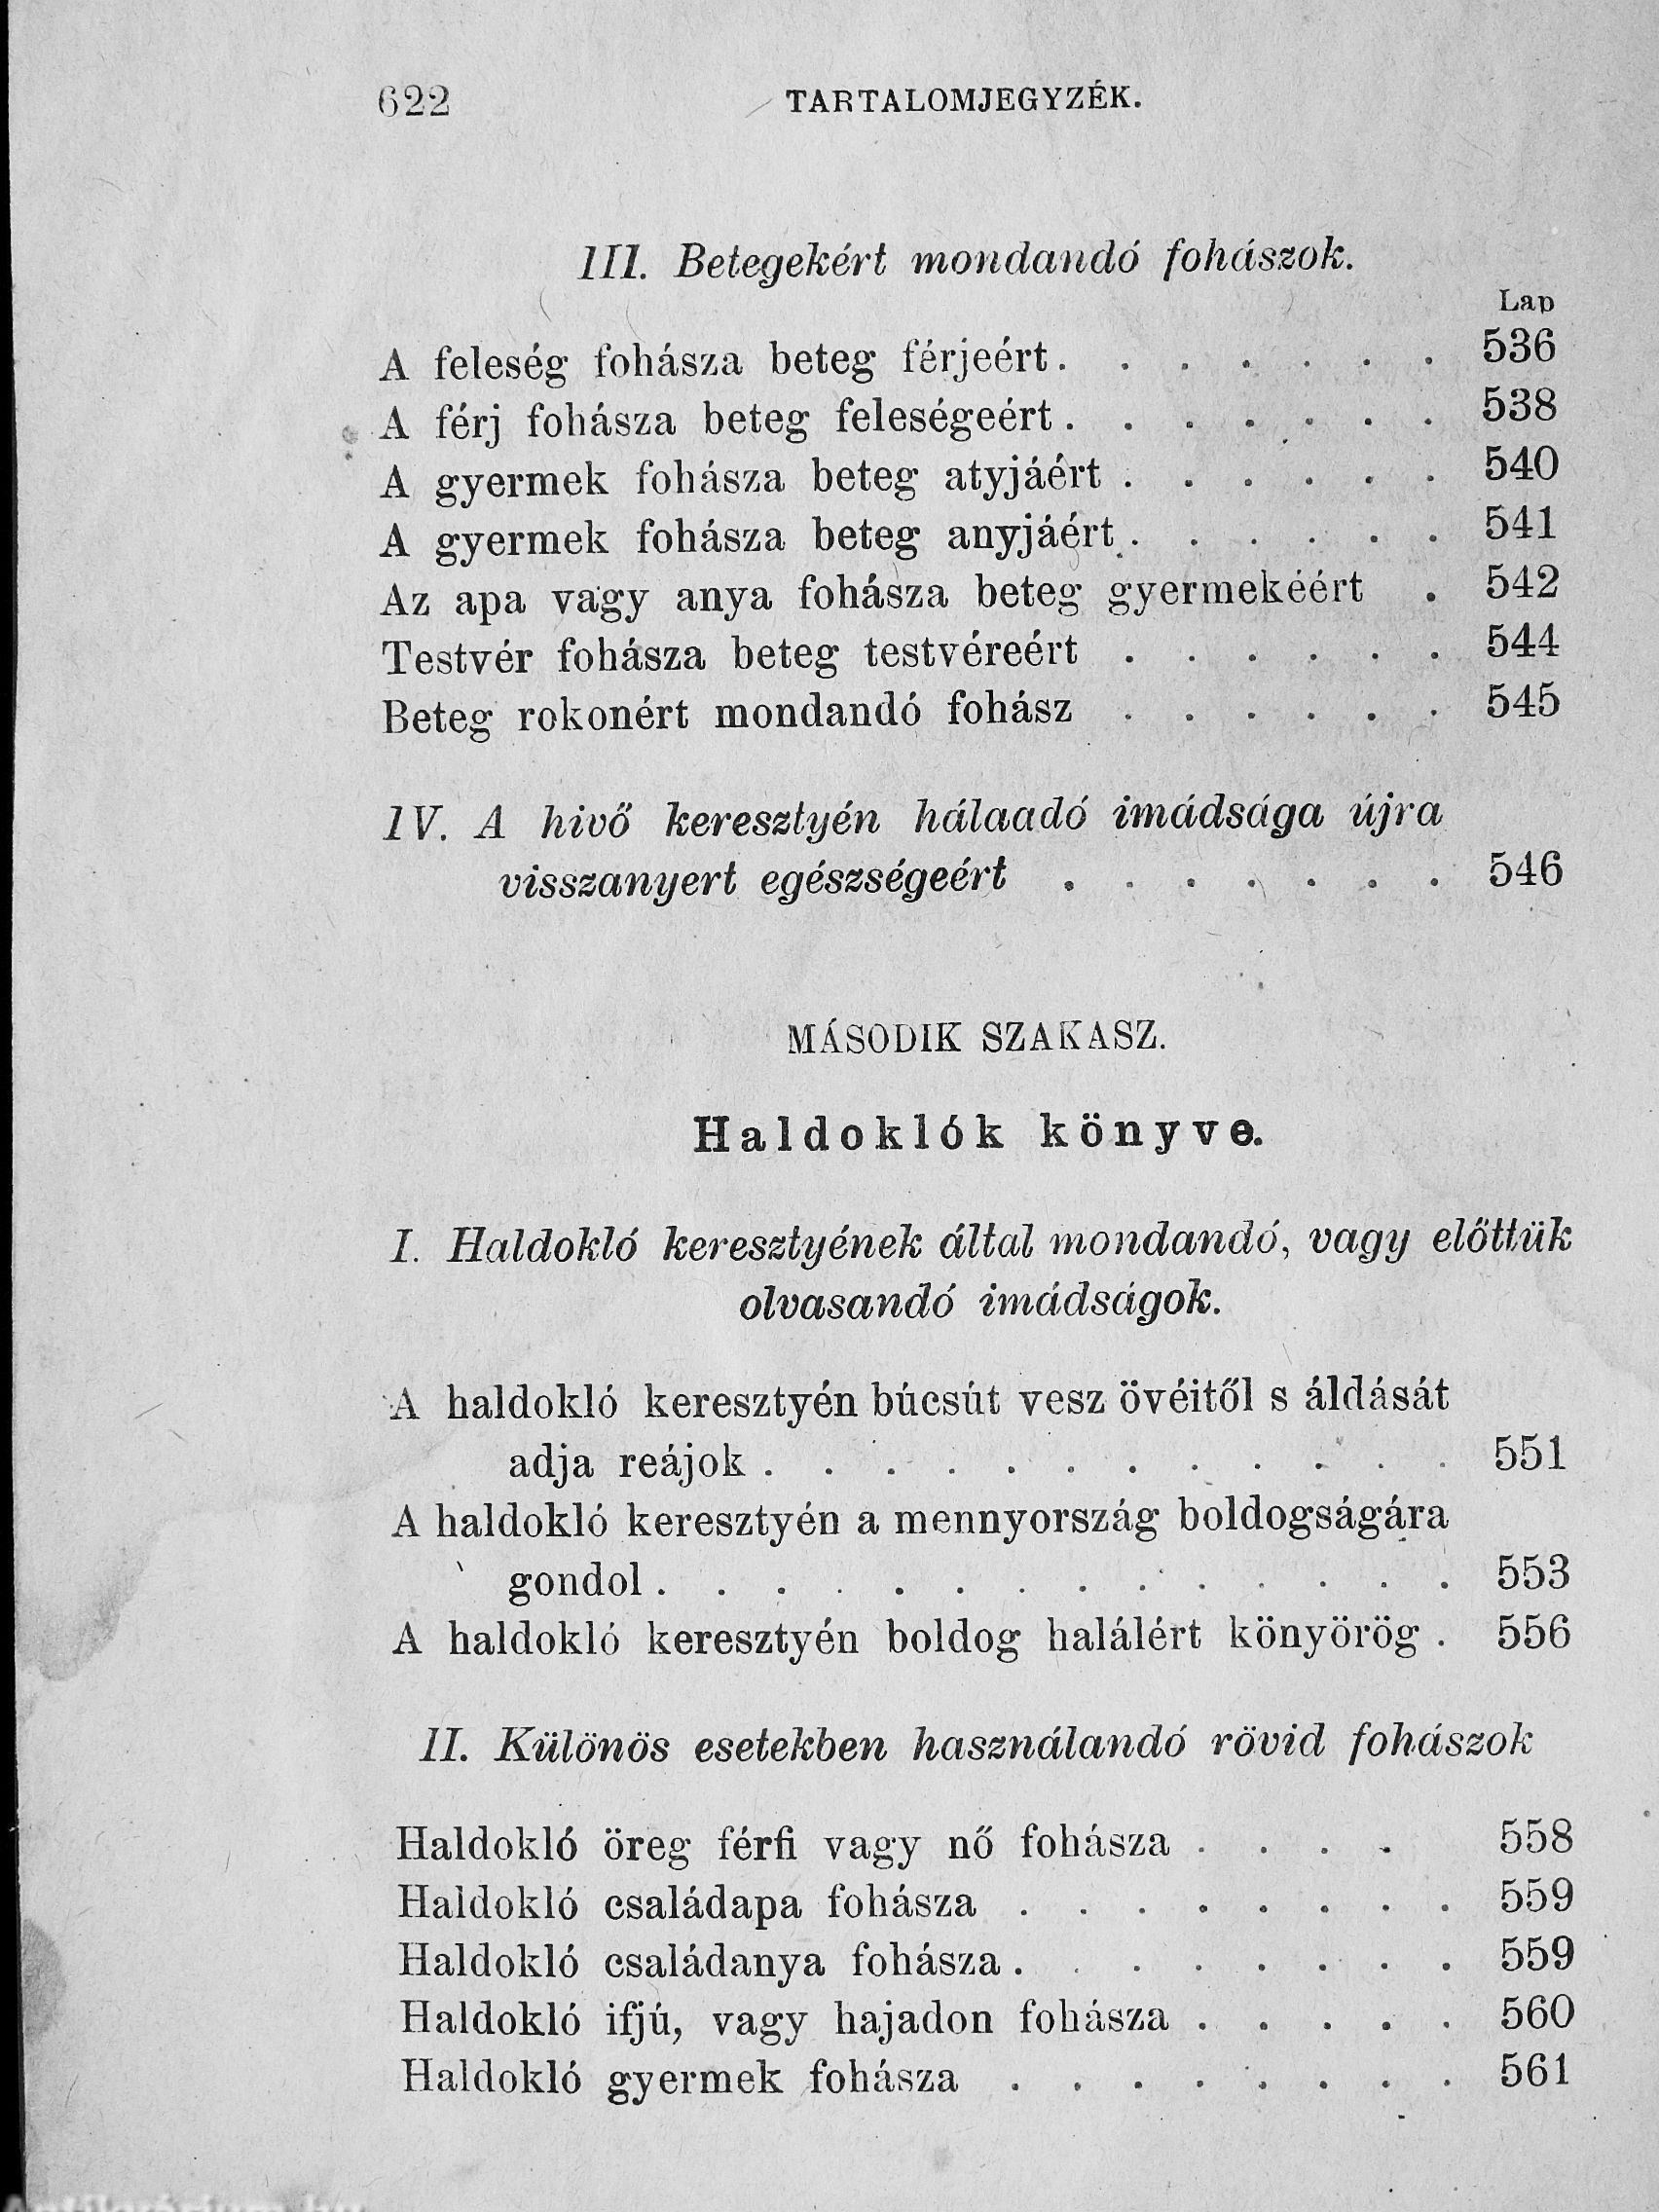 622 TARTALOMJEGYZÉK.
III. Betegekért mondandó fohászok.
Lap
A feleség fohásza beteg férjeért. . . . . . . 536
A férj fohásza beteg feleségeért. . . . . . . 538
A gyermek fohásza beteg atyjáért . . . . . . 540
A gyermek fohásza beteg anyjáért . . . . . . 541
Az apa vagy anya fohásza beteg gyermekéért . 542
Testvér fohásza beteg testvéreért . . . . . . 544
Beteg rokonért mondandó fohász . . . . . . 545
IV. A hivő keresztyén hálaadó imádsága újra
visszanyert egészségeért . . . . . . . 546
MÁSODIK SZAKASZ.
Haldoklók könyve.
I. Haldokló keresztyének által mondandó, vagy előttük
olvasandó imádságok.
A haldokló keresztyén búcsút vesz övéitől s áldását
adja reájok . . . . . . . . . . . . 551
A haldokló keresztyén a mennyország boldogságára
gondol . . . . . . . . . . . . . . 553
A haldokló keresztyén boldog halálért könyörög . 556
II. Különös esetekben használandó rövid fohászok
Haldokló öreg férfi vagy nő fohásza . . . . 558
Haldokló családapa fohásza . . . . . . . . 559
Haldokló családanya fohásza . . . . . . . . 559
Haldokló ifjú, vagy hajadon fohásza . . . . . 560
Haldokló gyermek fohásza . . . . . . . . 561